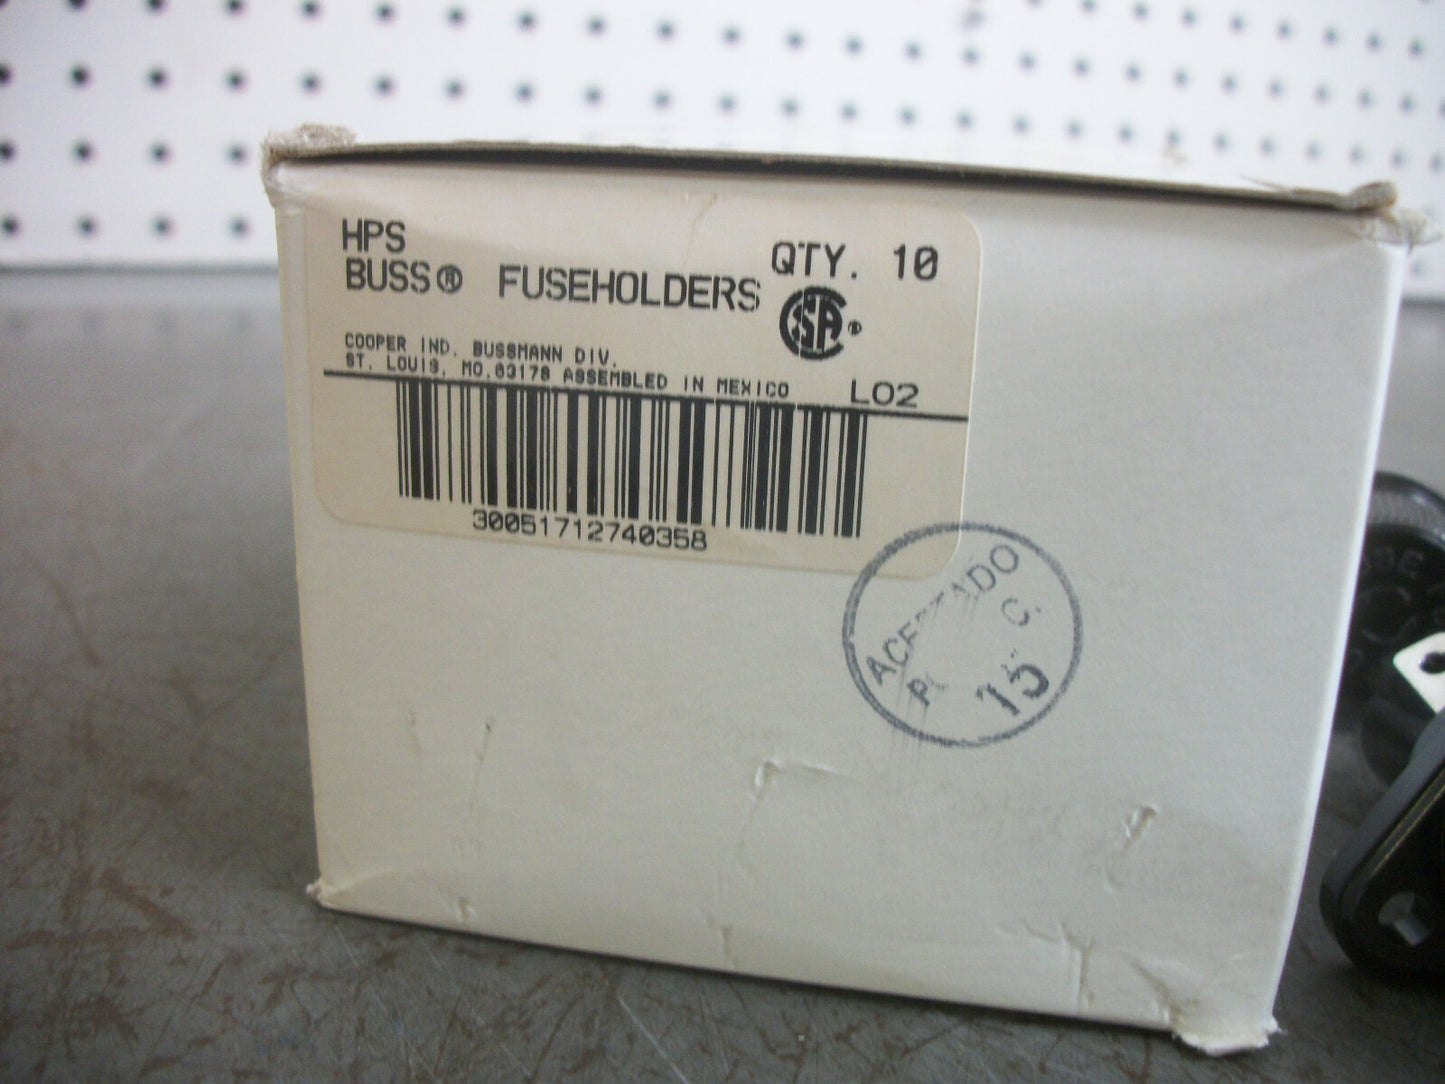 HPS
BUSS® FUSEHOLDERS
QTY. 10
CSA®
COOPER IND. BUSSMANN DIV.
ST. LOUIS, MO.63178 ASSEMBLED IN MEXICO
L02
30051712740358
C.
15